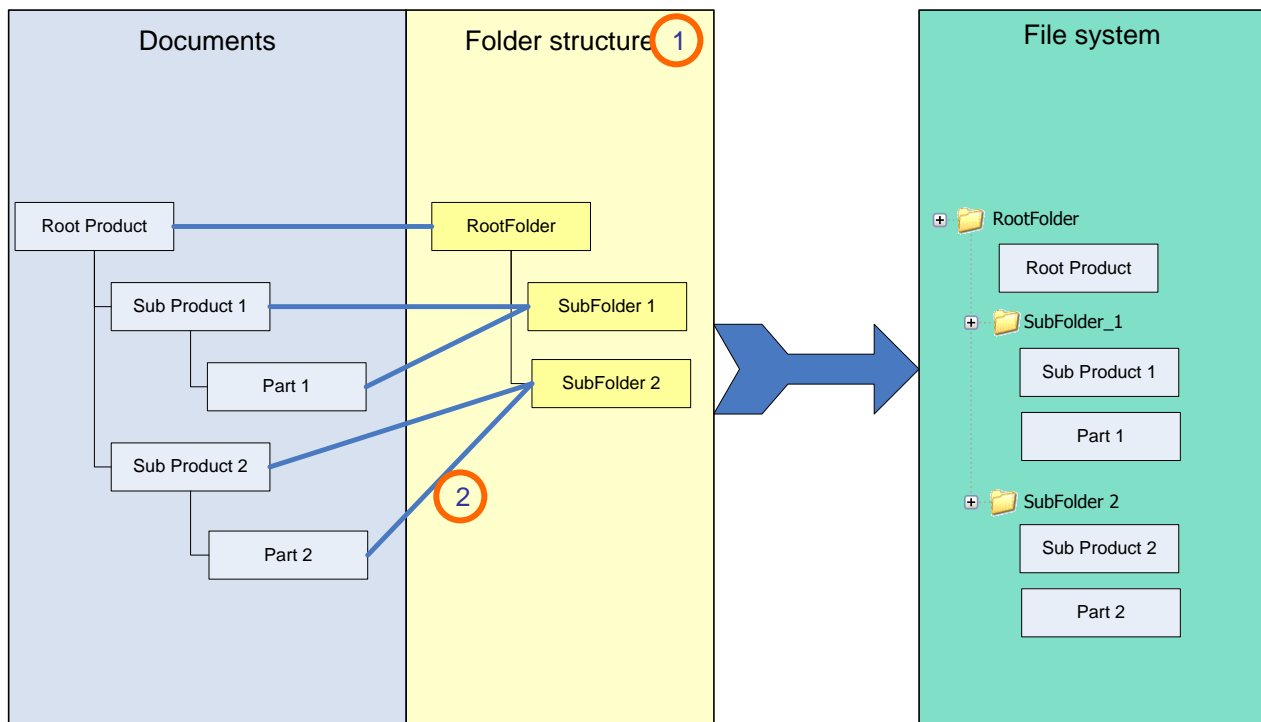 Documents
Folder structure
1
File system
Root Product
Sub Product 1
Part 1
Sub Product 2
Part 2
RootFolder
SubFolder 1
SubFolder 2
2
RootFolder
Root Product
SubFolder_1
Sub Product 1
Part 1
SubFolder 2
Sub Product 2
Part 2